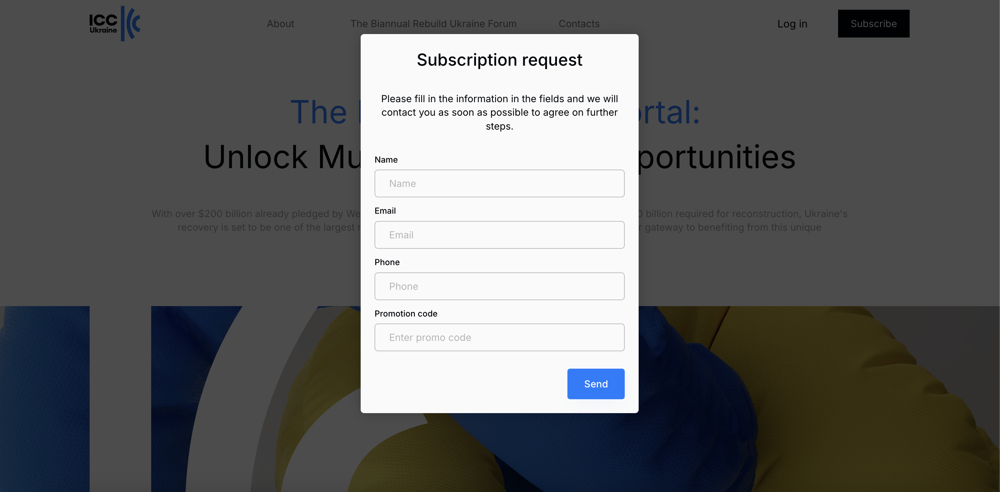 ICC
Ukraine
About
The Biannual Rebuild Ukraine Forum
Contacts
Log in
Subscribe
Subscription request
Please fill in the information in the fields and we will
contact you as soon as possible to agree on further
steps.
The
Unlock
With over $200 billion already pledged by
billion required for reconstruction, Ukraine's
recovery is set to be one of the largest
gateway to benefiting from this unique
Name
Name
Email
Email
Phone
Phone
Promotion code
Enter promo code
Send